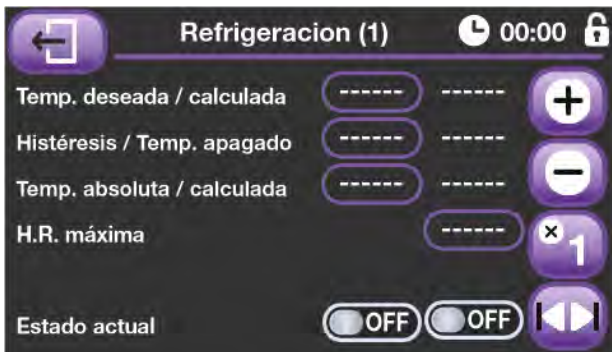 Refrigeracion (1) 00:00
Temp. deseada / calculada ------ ------
Histéresis / Temp. apagado ------ ------
Temp. absoluta / calculada ------ ------
H.R. máxima ------
×1
Estado actual OFF OFF